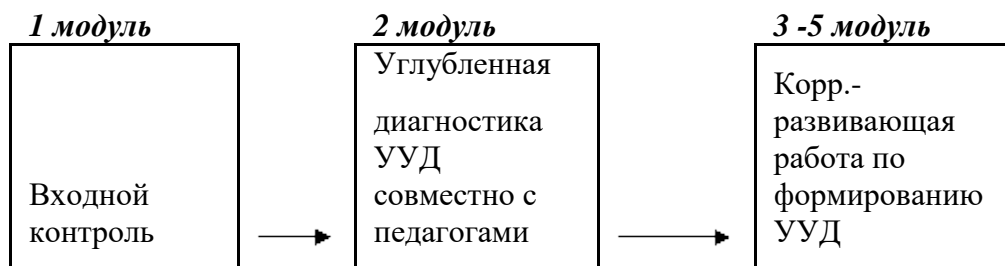 1 модуль
Входной
контроль
2 модуль
Углубленная
диагностика
УУД
совместно с
педагогами
3 -5 модуль
Корр.-
развивающая
работа по
формированию
УУД